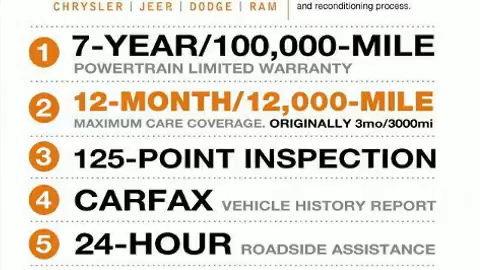 CHRYSLER | JEEP | DODGE | RAM
and reconditioning process.
1 7-YEAR/100,000-MILE
POWERTRAIN LIMITED WARRANTY
2 12-MONTH/12,000-MILE
MAXIMUM CARE COVERAGE. ORIGINALLY 3mo/3000mi
3 125-POINT INSPECTION
4 CARFAX VEHICLE HISTORY REPORT
5 24-HOUR ROADSIDE ASSISTANCE